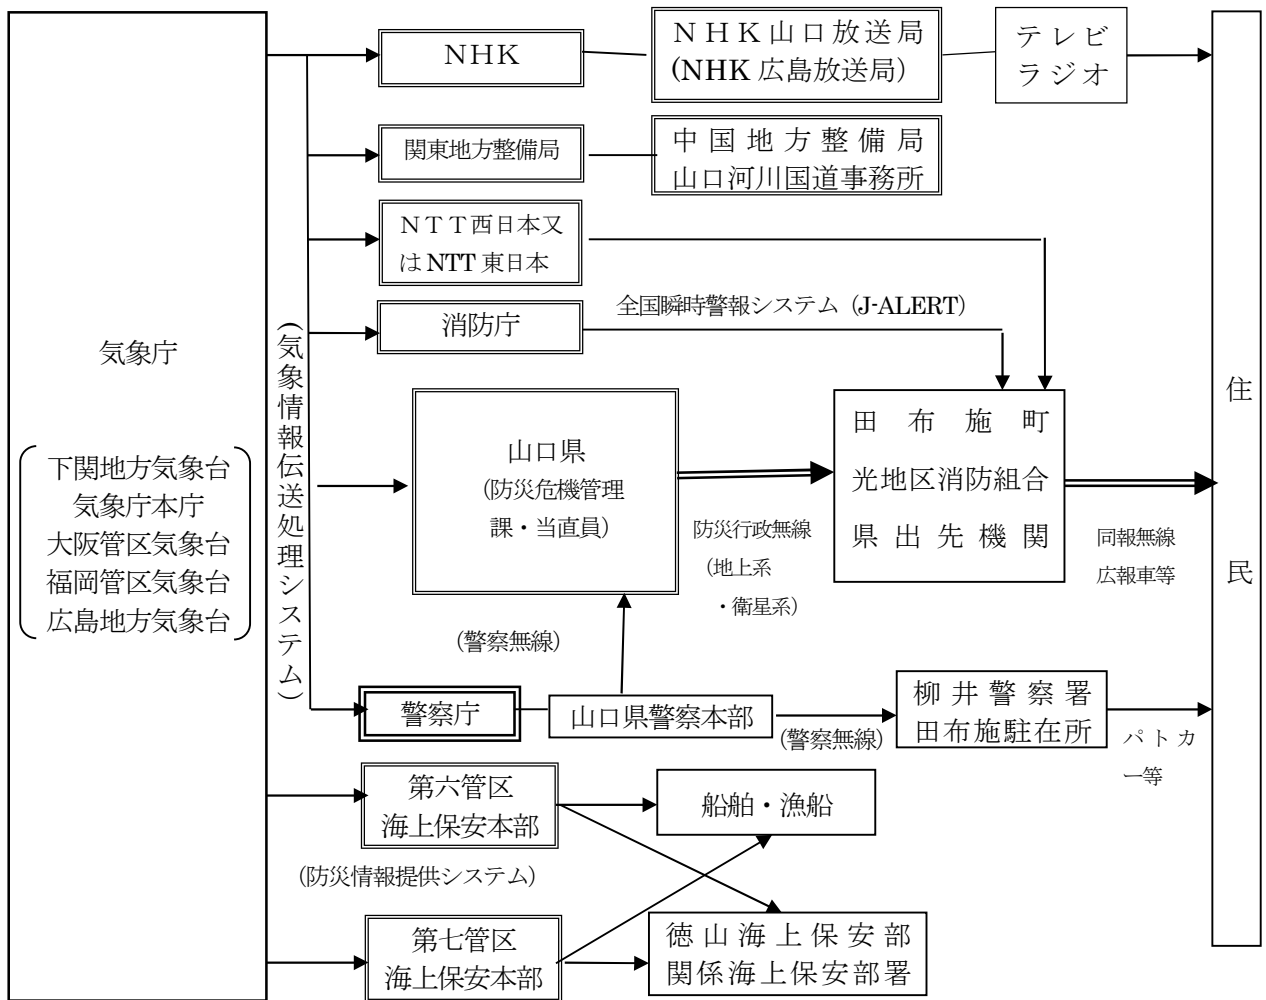 気象庁
下関地方気象台
気象庁本庁
大阪管区気象台
福岡管区気象台
広島地方気象台
(気象情報伝送処理システム)
NHK
ＮＨＫ山口放送局
(NHK 広島放送局)
テレビ
ラジオ
関東地方整備局
中国地方整備局
山口河川国道事務所
ＮＴＴ西日本又
は NTT 東日本
消防庁
全国瞬時警報システム (J-ALERT)
山口県
(防災危機管理
課・当直員)
防災行政無線
(地上系
・衛星系)
田布施町
光地区消防組合
県出先機関
同報無線
広報車等
(警察無線)
警察庁
山口県警察本部
(警察無線)
柳井警察署
田布施駐在所
パトカ
ー等
第六管区
海上保安本部
船舶・漁船
(防災情報提供システム)
第七管区
海上保安本部
徳山海上保安部
関係海上保安部署
住民